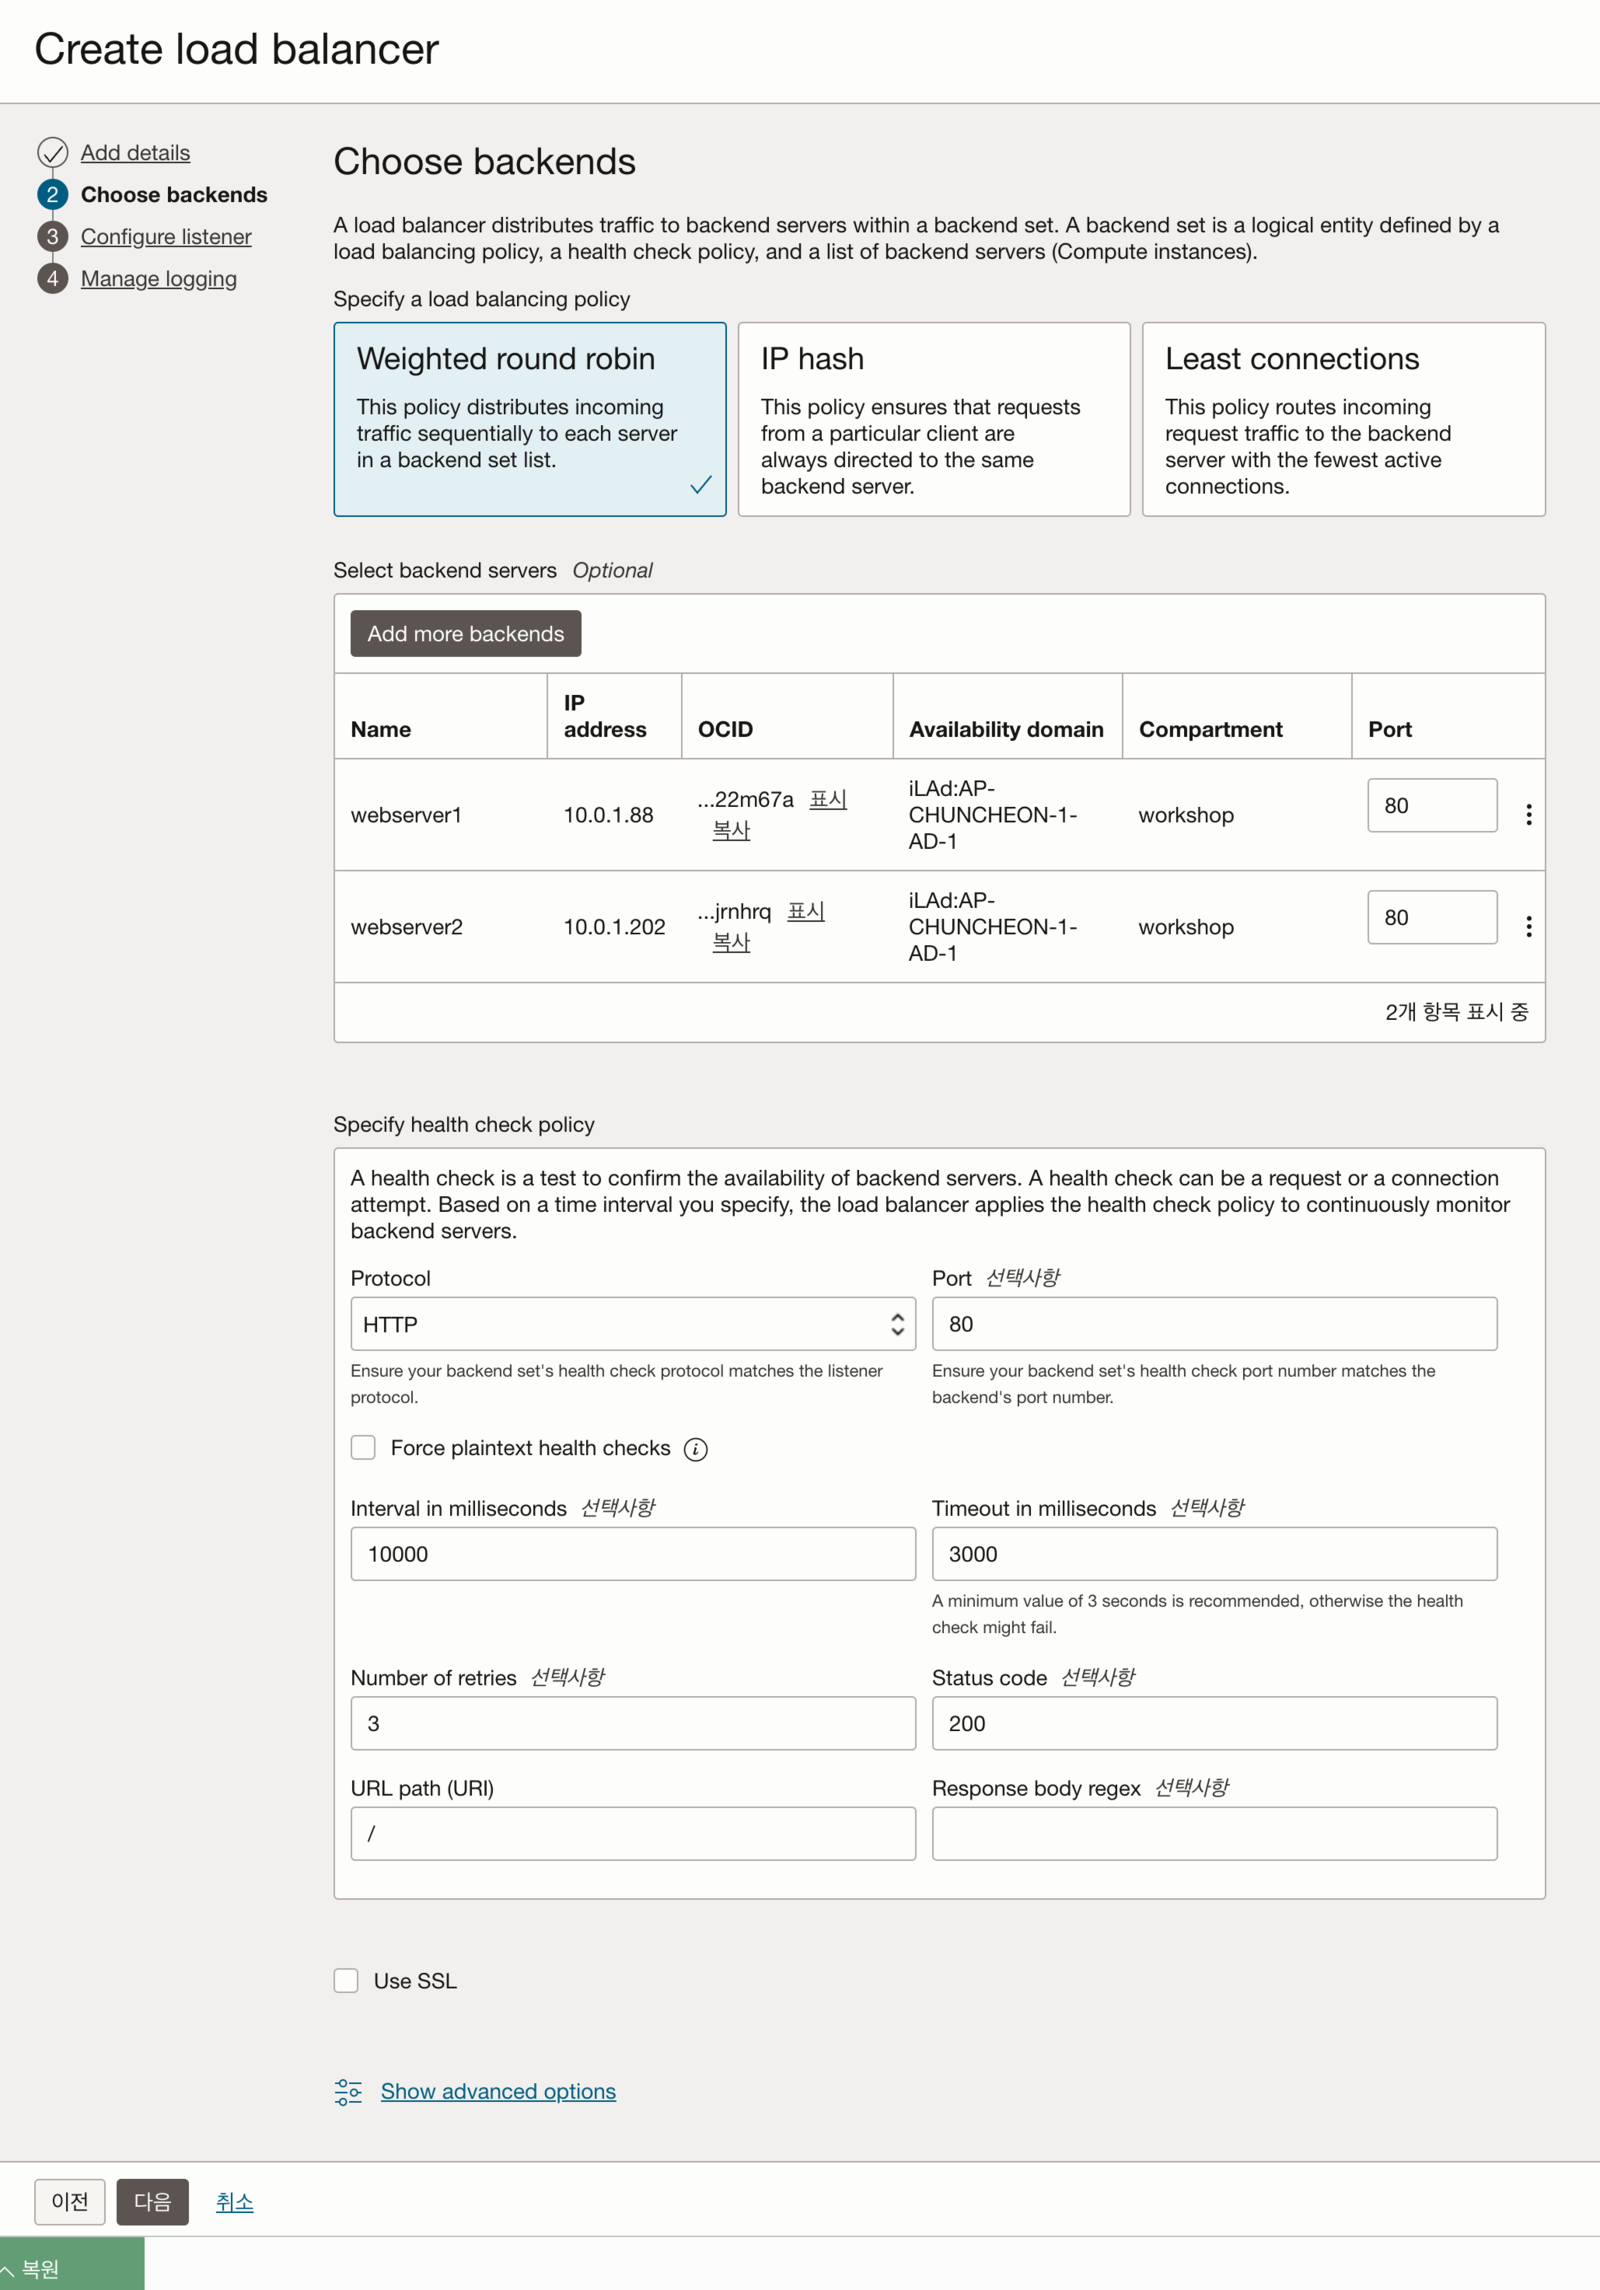 Create load balancer
Add details
2 Choose backends
3 Configure listener
4 Manage logging
Choose backends
A load balancer distributes traffic to backend servers within a backend set. A backend set is a logical entity defined by a
load balancing policy, a health check policy, and a list of backend servers (Compute instances).
Specify a load balancing policy
Weighted round robin
This policy distributes incoming
traffic sequentially to each server
in a backend set list.
IP hash
This policy ensures that requests
from a particular client are
always directed to the same
backend server.
Least connections
This policy routes incoming
request traffic to the backend
server with the fewest active
connections.
Select backend servers Optional
Add more backends
Name IP address OCID Availability domain Compartment Port
webserver1 10.0.1.88 ...22m67a 표시 복사 iLAd:AP-CHUNCHEON-1-AD-1 workshop 80
webserver2 10.0.1.202 ...jrnhrq 표시 복사 iLAd:AP-CHUNCHEON-1-AD-1 workshop 80
2개 항목 표시 중
Specify health check policy
A health check is a test to confirm the availability of backend servers. A health check can be a request or a connection
attempt. Based on a time interval you specify, the load balancer applies the health check policy to continuously monitor
backend servers.
Protocol
HTTP
Ensure your backend set's health check protocol matches the listener
protocol.
Port 선택사항
80
Ensure your backend set's health check port number matches the
backend's port number.
Force plaintext health checks i
Interval in milliseconds 선택사항
10000
Timeout in milliseconds 선택사항
3000
A minimum value of 3 seconds is recommended, otherwise the health
check might fail.
Number of retries 선택사항
3
Status code 선택사항
200
URL path (URI)
/
Response body regex 선택사항
Use SSL
Show advanced options
이전 다음 취소
복원